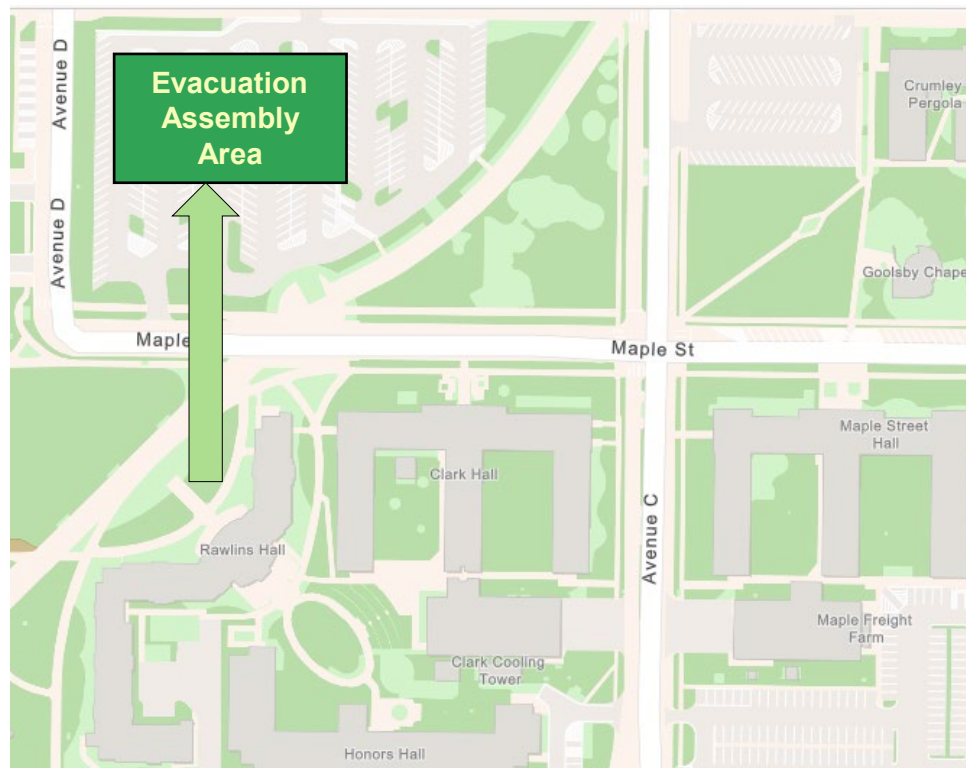 Avenue D
Evacuation
Assembly
Area
Crumley
Pergola
Avenue D
Goolsby Chape
Maple
Maple St
Maple Street
Hall
Clark Hall
Avenue C
Rawlins Hall
Maple Freight
Farm
Clark Cooling
Tower
Honors Hall